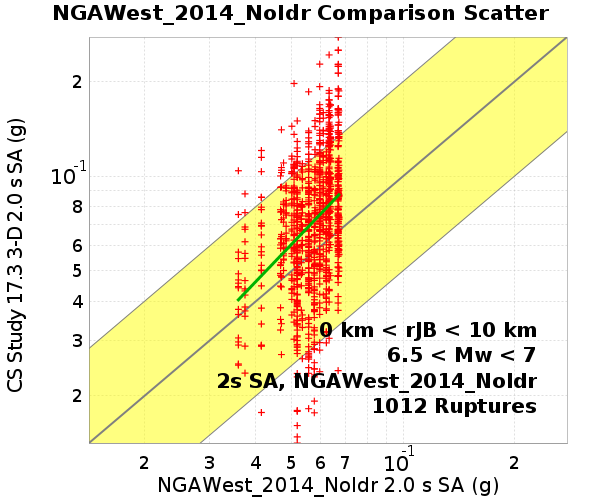 NGAWest_2014_NoIdr Comparison Scatter
CS Study 17.3 3-D 2.0 s SA (g)
2
10-1
8
6
5
4
3
2
0 km < rJB < 10 km
6.5 < Mw < 7
2s SA, NGAWest_2014_NoIdr
1012 Ruptures
2 3 4 5 6 7 10-1 2
NGAWest_2014_NoIdr 2.0 s SA (g)